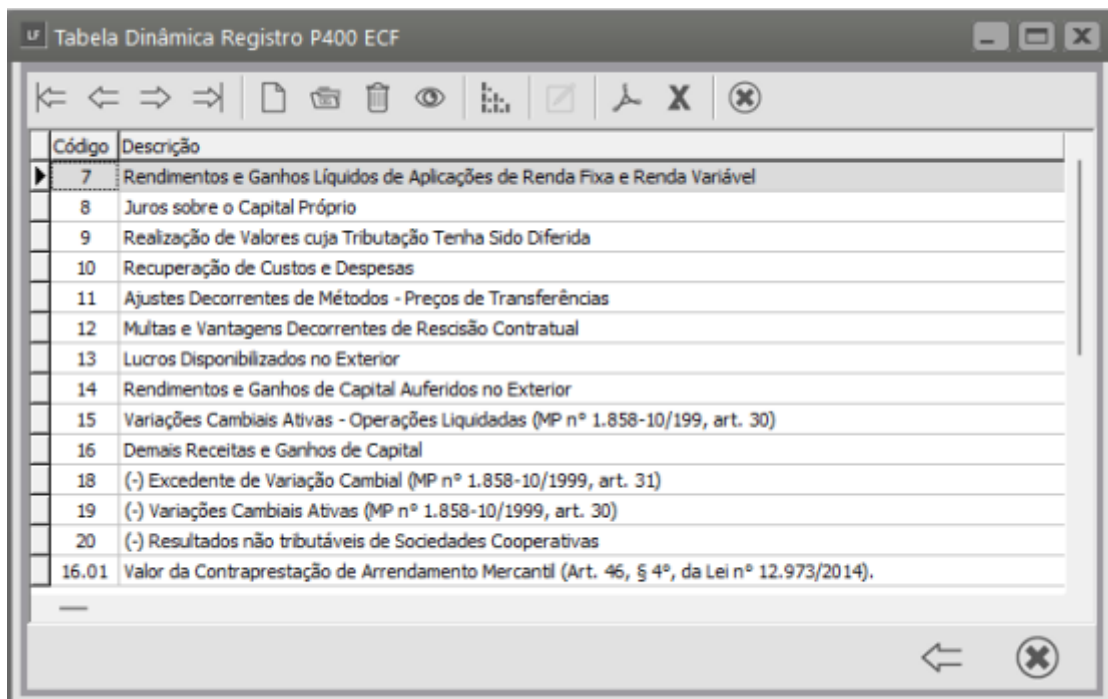 LF Tabela Dinâmica Registro P400 ECF
Código Descrição
7 Rendimentos e Ganhos Líquidos de Aplicações de Renda Fixa e Renda Variável
8 Juros sobre o Capital Próprio
9 Realização de Valores cuja Tributação Tenha Sido Diferida
10 Recuperação de Custos e Despesas
11 Ajustes Decorrentes de Métodos - Preços de Transferências
12 Multas e Vantagens Decorrentes de Rescisão Contratual
13 Lucros Disponibilizados no Exterior
14 Rendimentos e Ganhos de Capital Auferidos no Exterior
15 Variações Cambiais Ativas - Operações Liquidadas (MP nº 1.858-10/199, art. 30)
16 Demais Receitas e Ganhos de Capital
18 (-) Excedente de Variação Cambial (MP nº 1.858-10/1999, art. 31)
19 (-) Variações Cambiais Ativas (MP nº 1.858-10/1999, art. 30)
20 (-) Resultados não tributáveis de Sociedades Cooperativas
16.01 Valor da Contraprestação de Arrendamento Mercantil (Art. 46, § 4º, da Lei nº 12.973/2014).